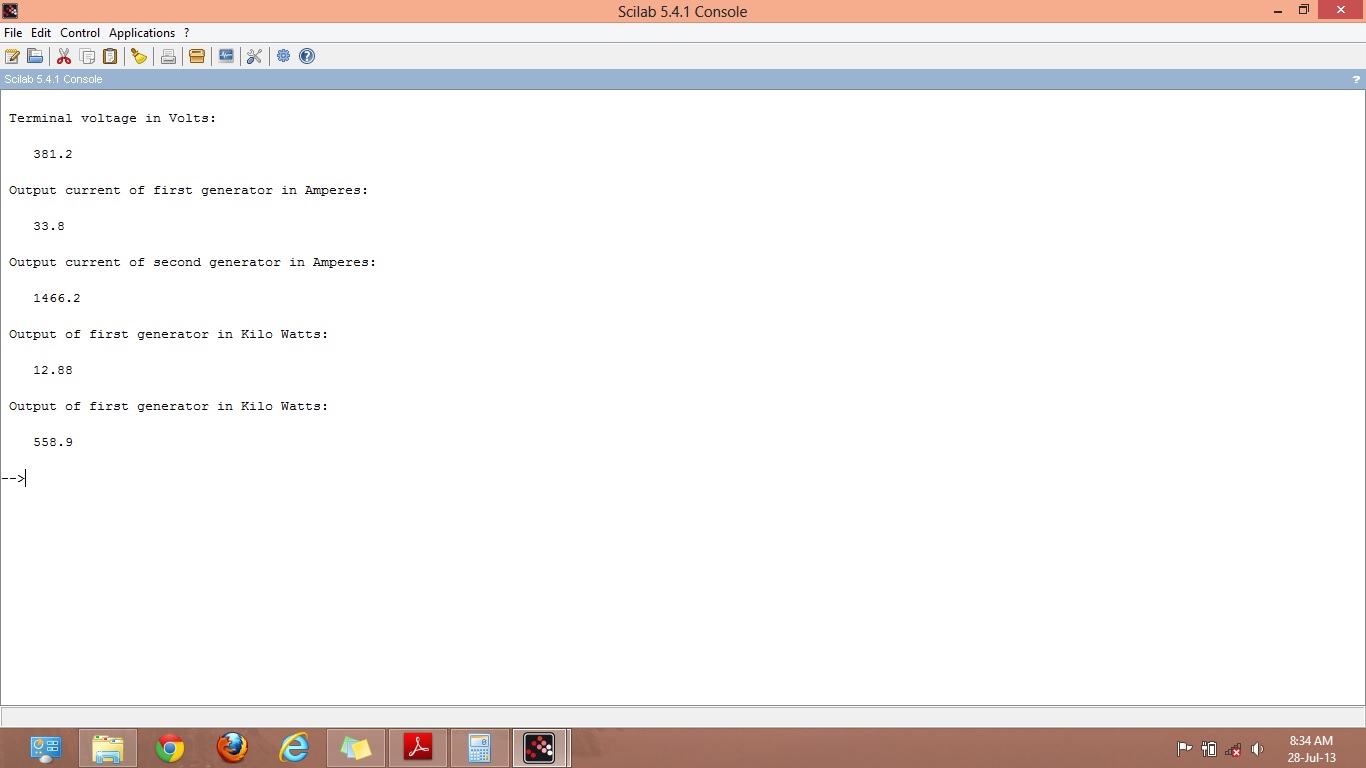 Scilab 5.4.1 Console
File Edit Control Applications ?
Scilab 5.4.1 Console ?
Terminal voltage in Volts:
381.2
Output current of first generator in Amperes:
33.8
Output current of second generator in Amperes:
1466.2
Output of first generator in Kilo Watts:
12.88
Output of first generator in Kilo Watts:
558.9
-->
8:34 AM
28-Jul-13